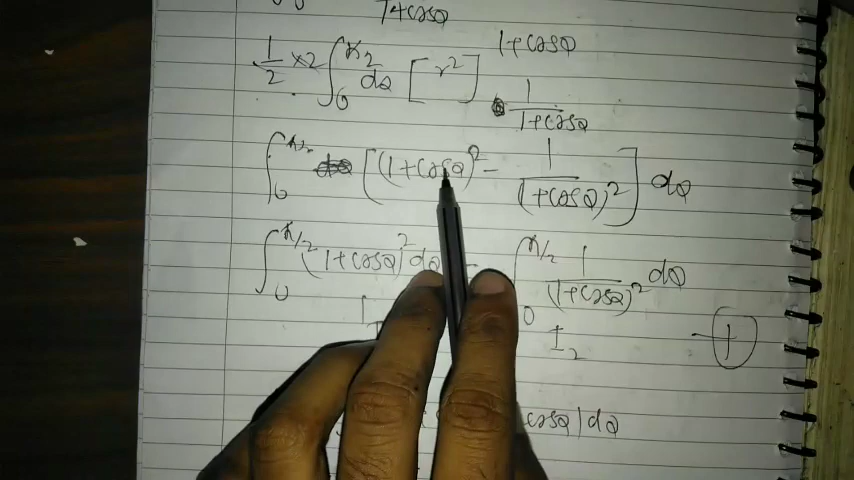 1+cosθ
1/2 ×2 ∫₀^{π/2} dθ [r²]_{1/(1+cosθ)}^{1+cosθ}
∫₀^{π/2} [(1+cosθ)² - 1/(1+cosθ)²] dθ
∫₀^{π/2} (1+cosθ)² dθ - ∫₀^{π/2} 1/(1+cosθ)² dθ
I₂ —①
cosθ) dθ